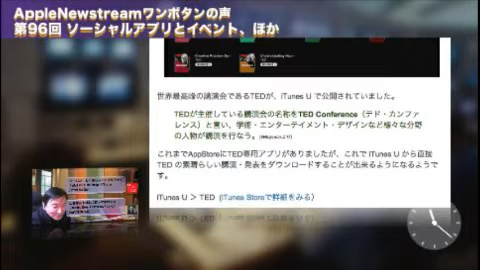 AppleNewstreamワンボタンの声
第96回 ソーシャルアプリとイベント、ほか
世界最高峰の講演会であるTEDが、iTunes U で公開されていました。
TEDが主催している講演会の名称をTED Conference（テド・カンファ
レンス）と言い、学術・エンターテイメント・デザインなど様々な分野
の人物が講演を行なう。
これまでAppStoreにTED専用アプリがありましたが、これで iTunes U から直接
TED の素晴らしい講演・発表をダウンロードすることが出来るようになるようで
す。
iTunes U ＞ TED（iTunes Storeで詳細をみる）